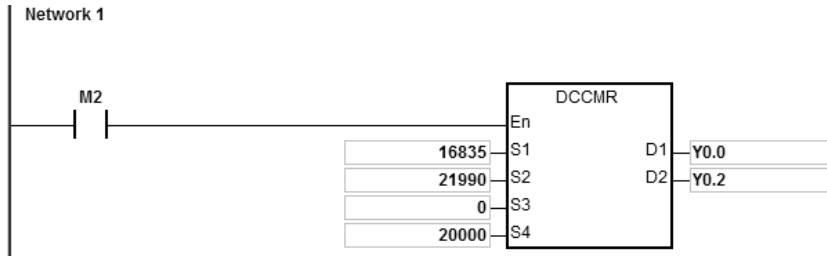 Network 1
M2
DCCMR
En
16835 S1 D1 Y0.0
21990 S2 D2 Y0.2
0 S3
20000 S4